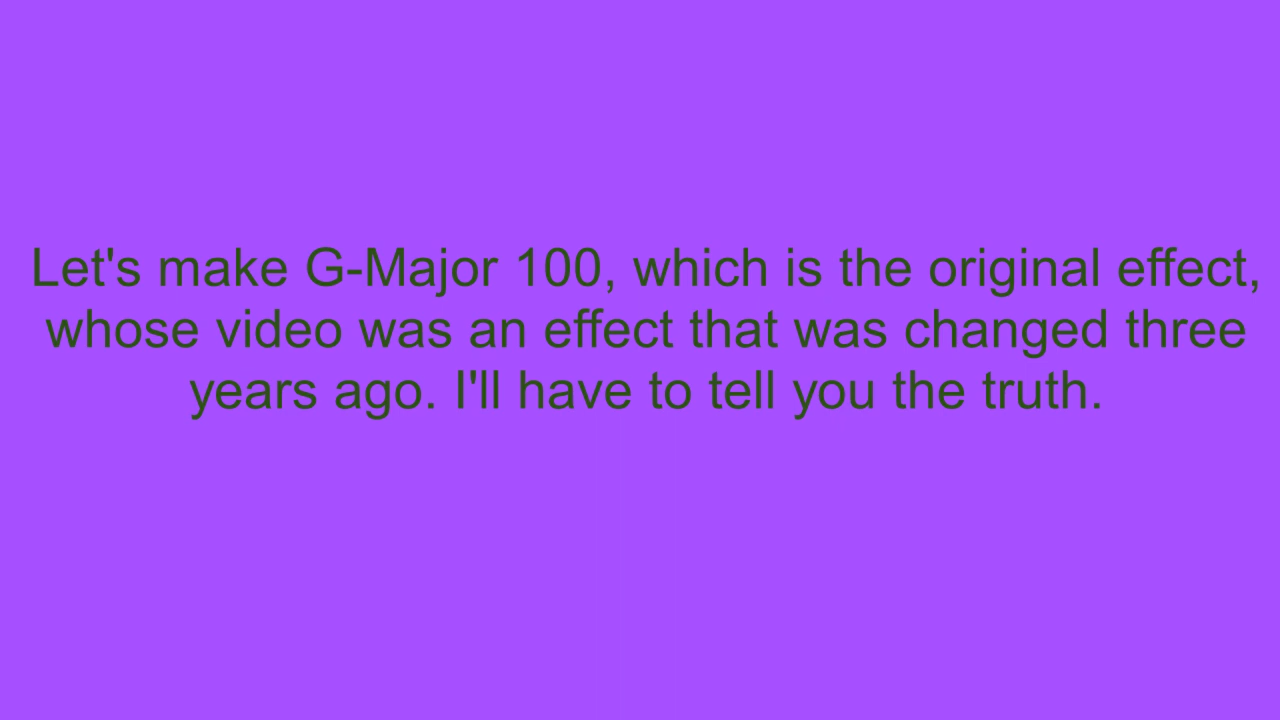 Let's make G-Major 100, which is the original effect,
whose video was an effect that was changed three
years ago. I'll have to tell you the truth.